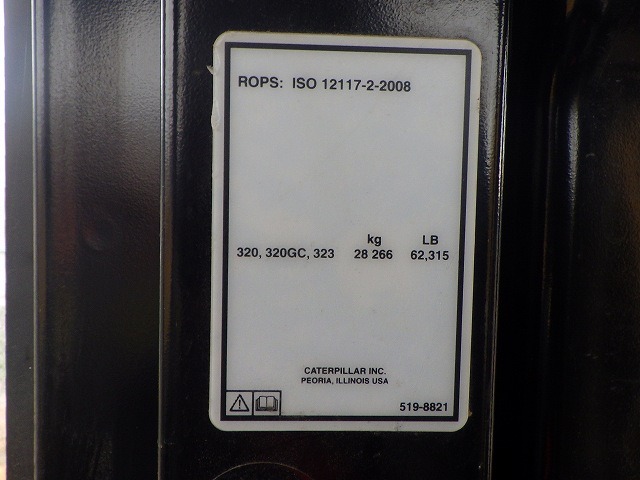 ROPS: ISO 12117-2-2008
kg LB
320, 320GC, 323 28 266 62,315
CATERPILLAR INC.
PEORIA, ILLINOIS USA
519-8821